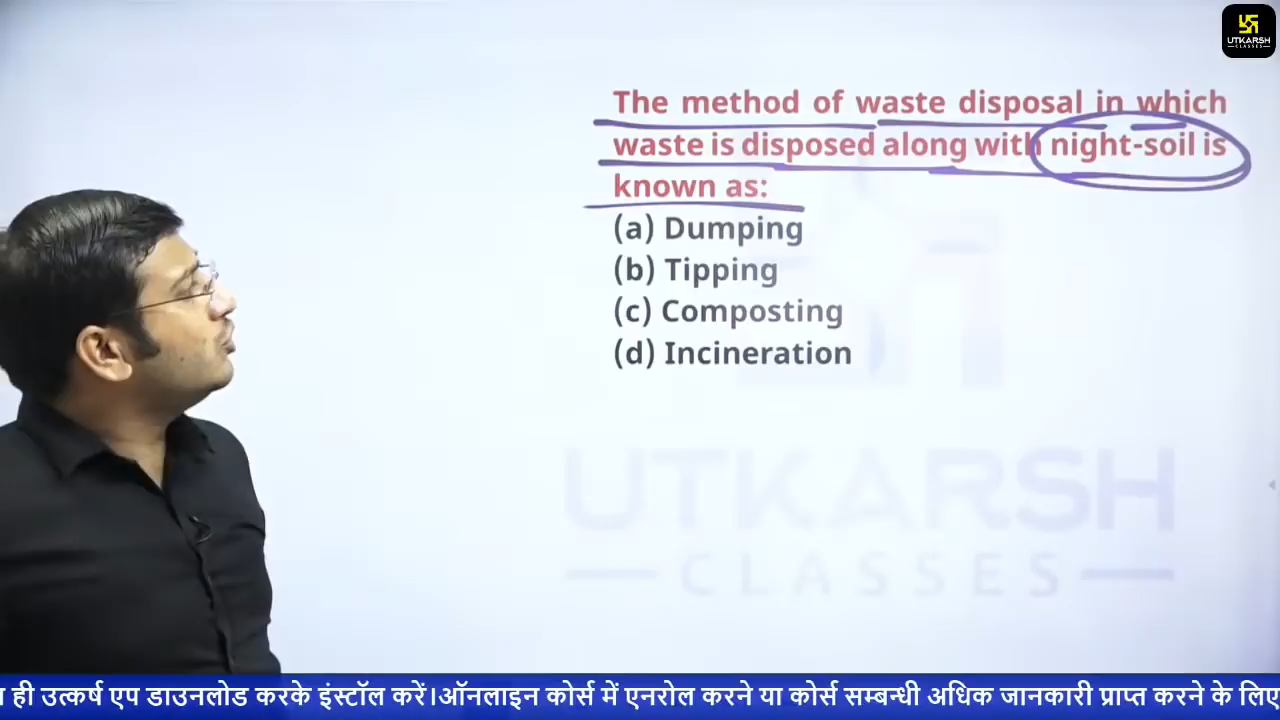 UTKARSH
CLASSES
The method of waste disposal in which
waste is disposed along with night-soil is
known as:
(a) Dumping
(b) Tipping
(c) Composting
(d) Incineration
UTKARSH
CLASSES
ही उत्कर्ष एप डाउनलोड करके इंस्टॉल करें।ऑनलाइन कोर्स में एनरोल करने या कोर्स सम्बन्धी अधिक जानकारी प्राप्त करने के लिए